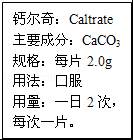 钙尔奇：Caltrate
主要成分：CaCO₃
规格：每片 2.0g
用法：口服
用量：一日 2 次，
每次一片。